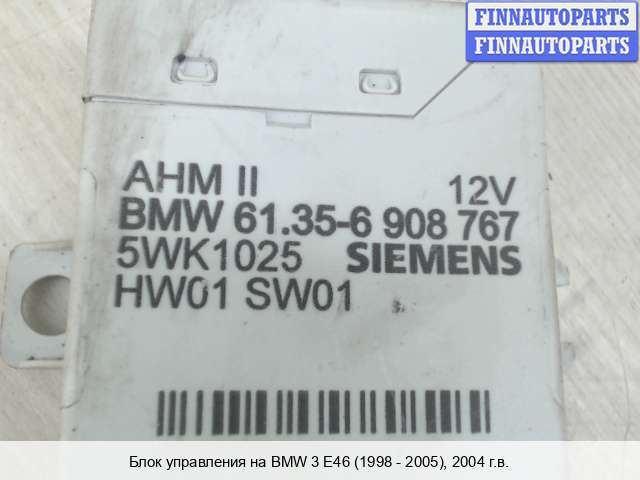 FINNAUTOPARTS
FINNAUTOPARTS
AHM II 12V
BMW 61.35-6 908 767
5WK1025 SIEMENS
HW01 SW01
Блок управления на BMW 3 E46 (1998 - 2005), 2004 г.в.